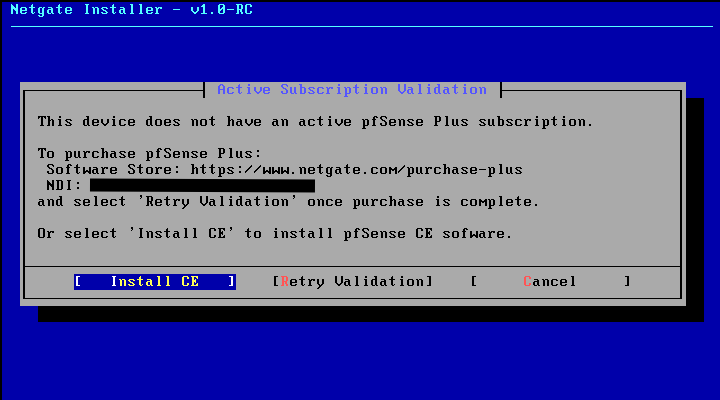 Netgate Installer - v1.0-RC
Active Subscription Validation
This device does not have an active pfSense Plus subscription.
To purchase pfSense Plus:
Software Store: https://www.netgate.com/purchase-plus
NDI:
and select 'Retry Validation' once purchase is complete.
Or select 'Install CE' to install pfSense CE sofware.
[ Install CE ] [Retry Validation] [ Cancel ]